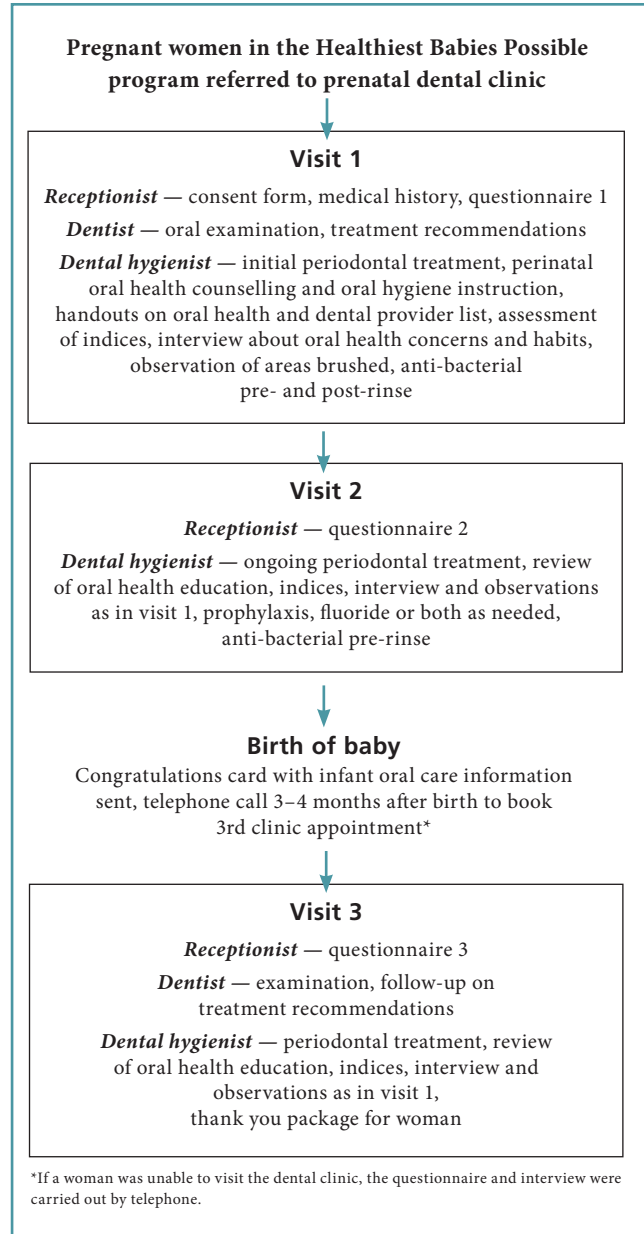 Pregnant women in the Healthiest Babies Possible
program referred to prenatal dental clinic
Visit 1
Receptionist — consent form, medical history, questionnaire 1
Dentist — oral examination, treatment recommendations
Dental hygienist — initial periodontal treatment, perinatal
oral health counselling and oral hygiene instruction,
handouts on oral health and dental provider list, assessment
of indices, interview about oral health concerns and habits,
observation of areas brushed, anti-bacterial
pre- and post-rinse
Visit 2
Receptionist — questionnaire 2
Dental hygienist — ongoing periodontal treatment, review
of oral health education, indices, interview and observations
as in visit 1, prophylaxis, fluoride or both as needed,
anti-bacterial pre-rinse
Birth of baby
Congratulations card with infant oral care information
sent, telephone call 3–4 months after birth to book
3rd clinic appointment*
Visit 3
Receptionist — questionnaire 3
Dentist — examination, follow-up on
treatment recommendations
Dental hygienist — periodontal treatment, review
of oral health education, indices, interview and
observations as in visit 1,
thank you package for woman
*If a woman was unable to visit the dental clinic, the questionnaire and interview were
carried out by telephone.